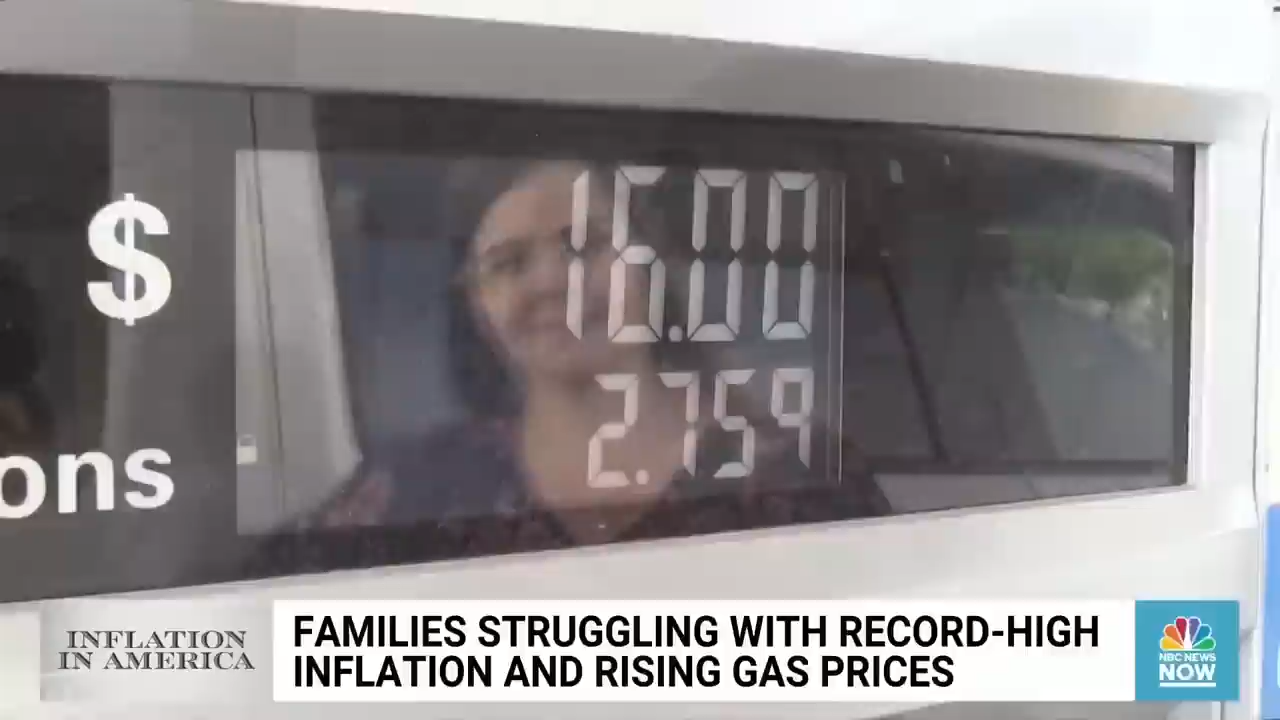 $ 16.00
ons 2.759
INFLATION
IN AMERICA
FAMILIES STRUGGLING WITH RECORD-HIGH
INFLATION AND RISING GAS PRICES
NBC NEWS
NOW